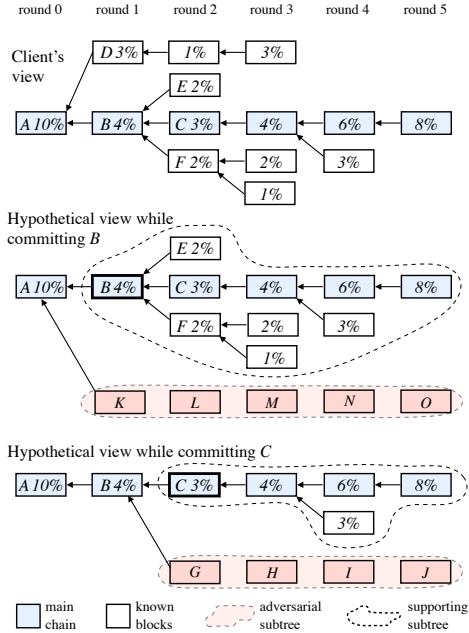 round 0 round 1 round 2 round 3 round 4 round 5
Client's
view
D 3% 1% 3%
E 2%
A 10% B 4% C 3% 4% 6% 8%
F 2% 2% 3%
1%
Hypothetical view while
committing B
E 2%
A 10% B 4% C 3% 4% 6% 8%
F 2% 2% 3%
1%
K L M N O
Hypothetical view while committing C
A 10% B 4% C 3% 4% 6% 8%
3%
G H I J
main
chain
known
blocks
adversarial
subtree
supporting
subtree